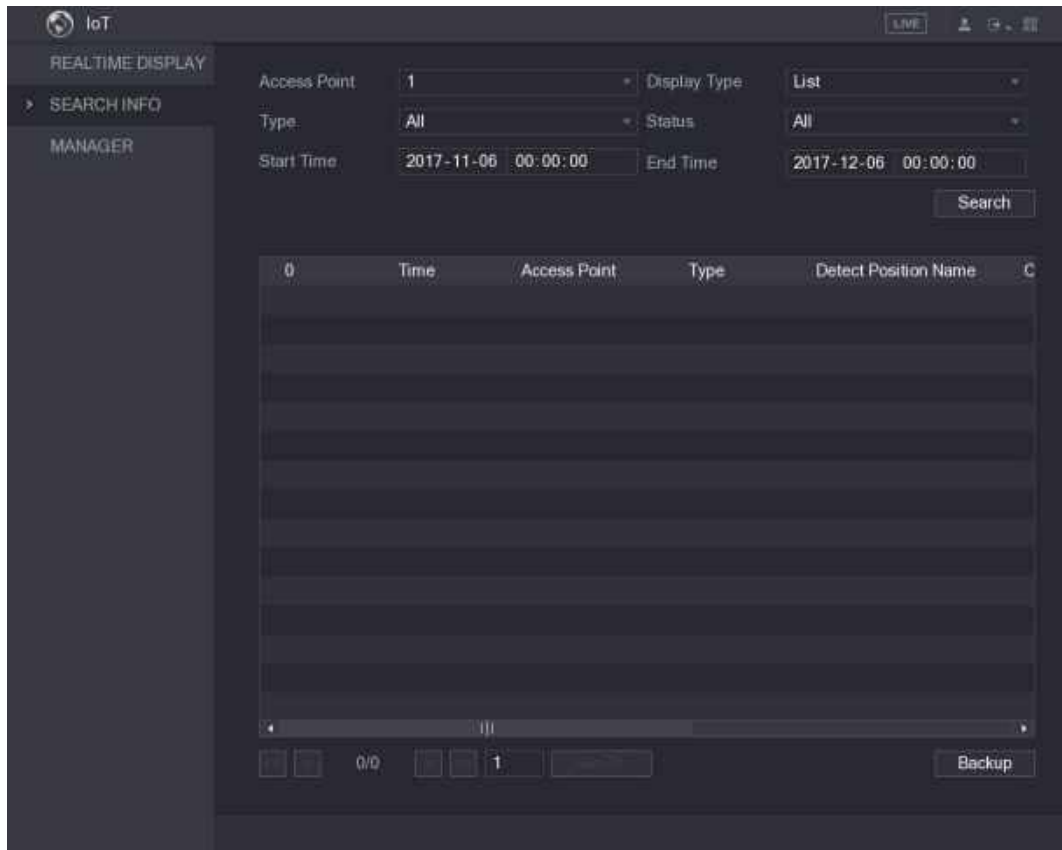 IoT
LIVE
REALTIME DISPLAY
SEARCH INFO
MANAGER
Access Point 1 Display Type List
Type All Status All
Start Time 2017-11-06 00:00:00 End Time 2017-12-06 00:00:00
Search
0 Time Access Point Type Detect Position Name C
0/0 1 Backup